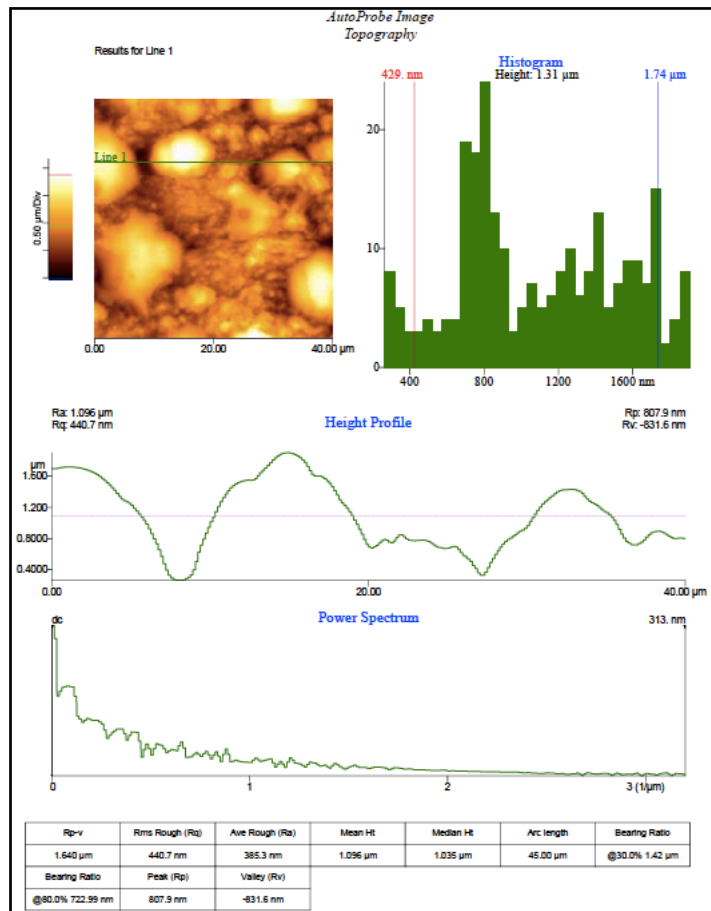 AutoProbe Image
Topography
Results for Line 1
Histogram
429. nm Height: 1.31 µm 1.74 µm
Line 1
0.50 µm/Div
20
10
0
0.00 20.00 40.00 µm
400 800 1200 1600 nm
Ra: 1.096 µm
Rq: 440.7 nm
Height Profile
Rp: 807.9 nm
Rv: -831.6 nm
µm
1.600
1.200
0.8000
0.4000
0.00 20.00 40.00 µm
dc Power Spectrum 313. nm
0 1 2 3 (1/µm)
Rp-v Rms Rough (Rq) Ave Rough (Ra) Mean Ht Median Ht Arc length Bearing Ratio
1.640 µm 440.7 nm 385.3 nm 1.096 µm 1.035 µm 45.00 µm @30.0% 1.42 µm
Bearing Ratio Peak (Rp) Valley (Rv)
@80.0% 722.99 nm 807.9 nm -831.6 nm